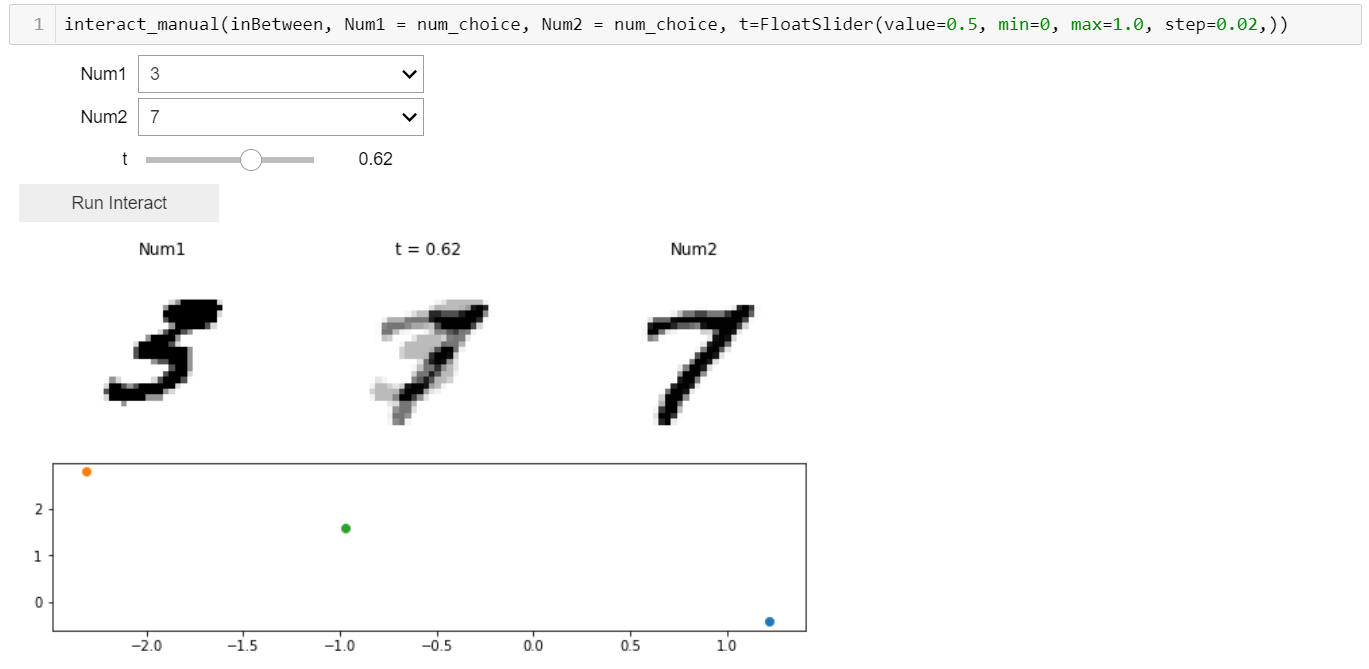 1 interact_manual(inBetween, Num1 = num_choice, Num2 = num_choice, t=FloatSlider(value=0.5, min=0, max=1.0, step=0.02,))
Num1 3
Num2 7
t 0.62
Run Interact
Num1 t = 0.62 Num2
3 7
2
1
0
−2.0 −1.5 −1.0 −0.5 0.0 0.5 1.0